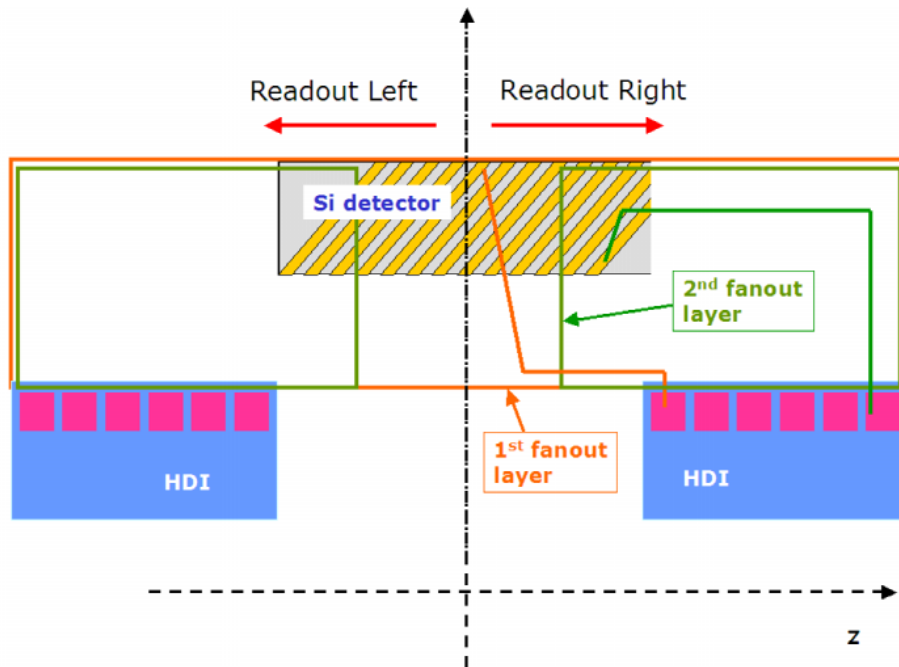 Readout Left
Readout Right
Si detector
2nd fanout
layer
1st fanout
layer
HDI
HDI
z